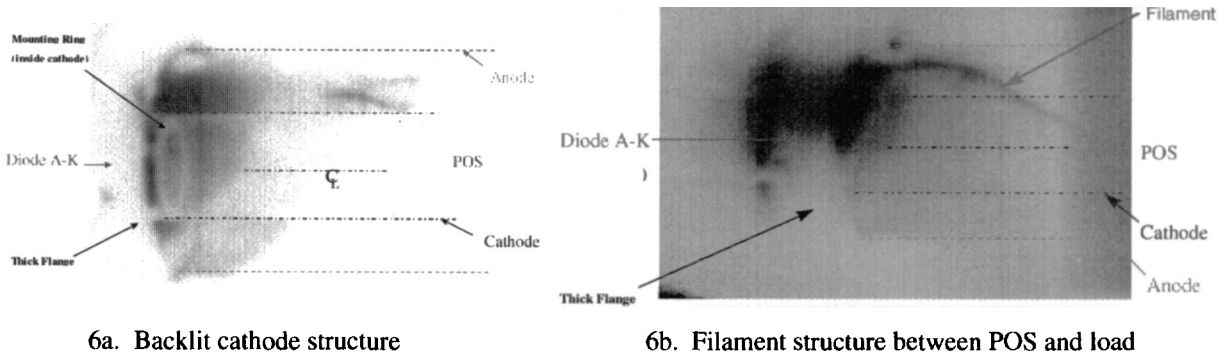 Mounting Ring
(inside cathode)
Anode
Diode A-K
POS
℄
Cathode
Thick Flange
6a. Backlit cathode structure
Filament
Diode A-K
)
POS
Cathode
Anode
Thick Flange
6b. Filament structure between POS and load